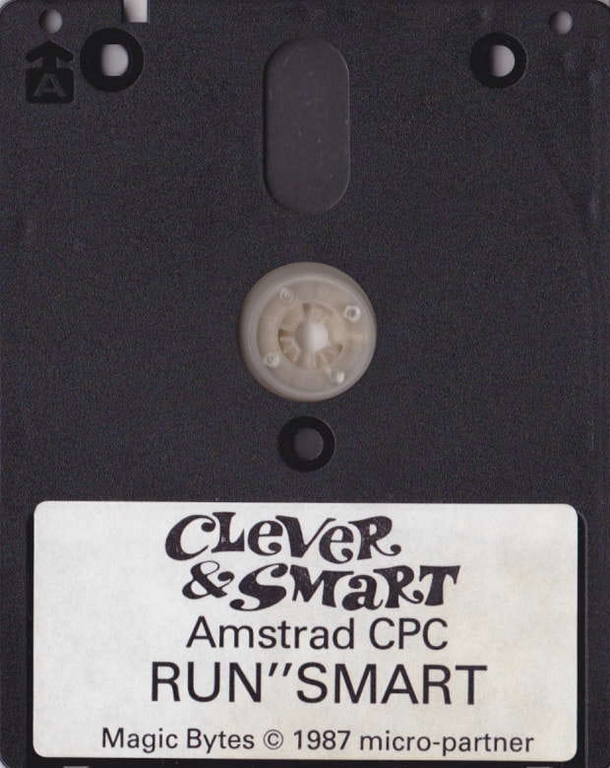 A
CLEVER
& SMART
Amstrad CPC
RUN"SMART
Magic Bytes © 1987 micro-partner